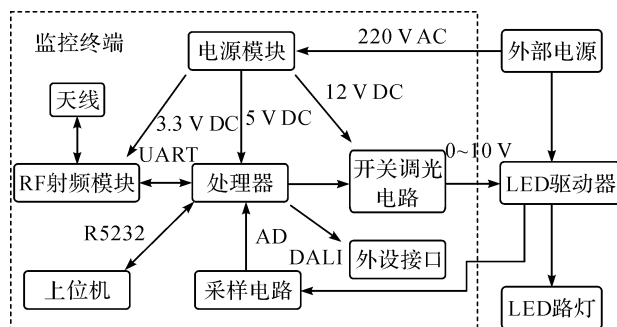 监控终端
电源模块
220 V AC
外部电源
天线
3.3 V DC
5 V DC
12 V DC
RF射频模块
UART
处理器
开关调光
电路
0~10 V
LED驱动器
R5232
AD
DALI
外设接口
上位机
采样电路
LED路灯